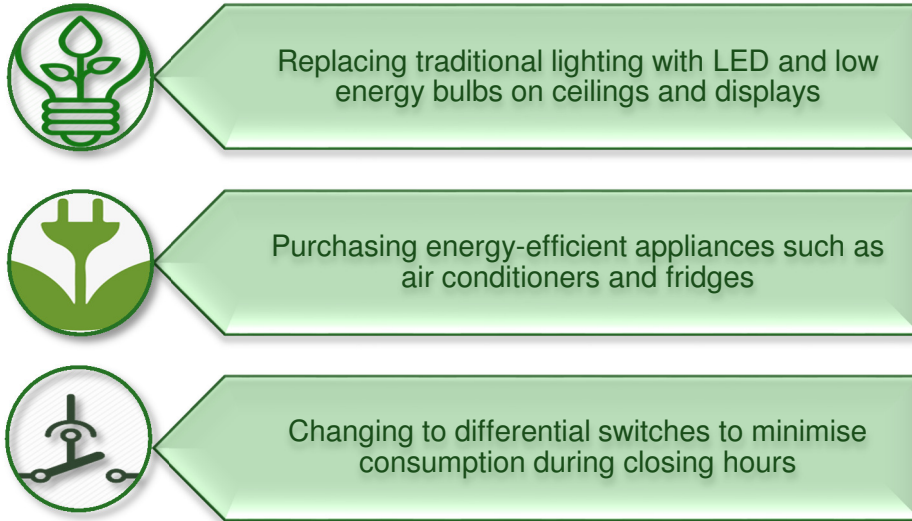 Replacing traditional lighting with LED and low
energy bulbs on ceilings and displays
Purchasing energy-efficient appliances such as
air conditioners and fridges
Changing to differential switches to minimise
consumption during closing hours